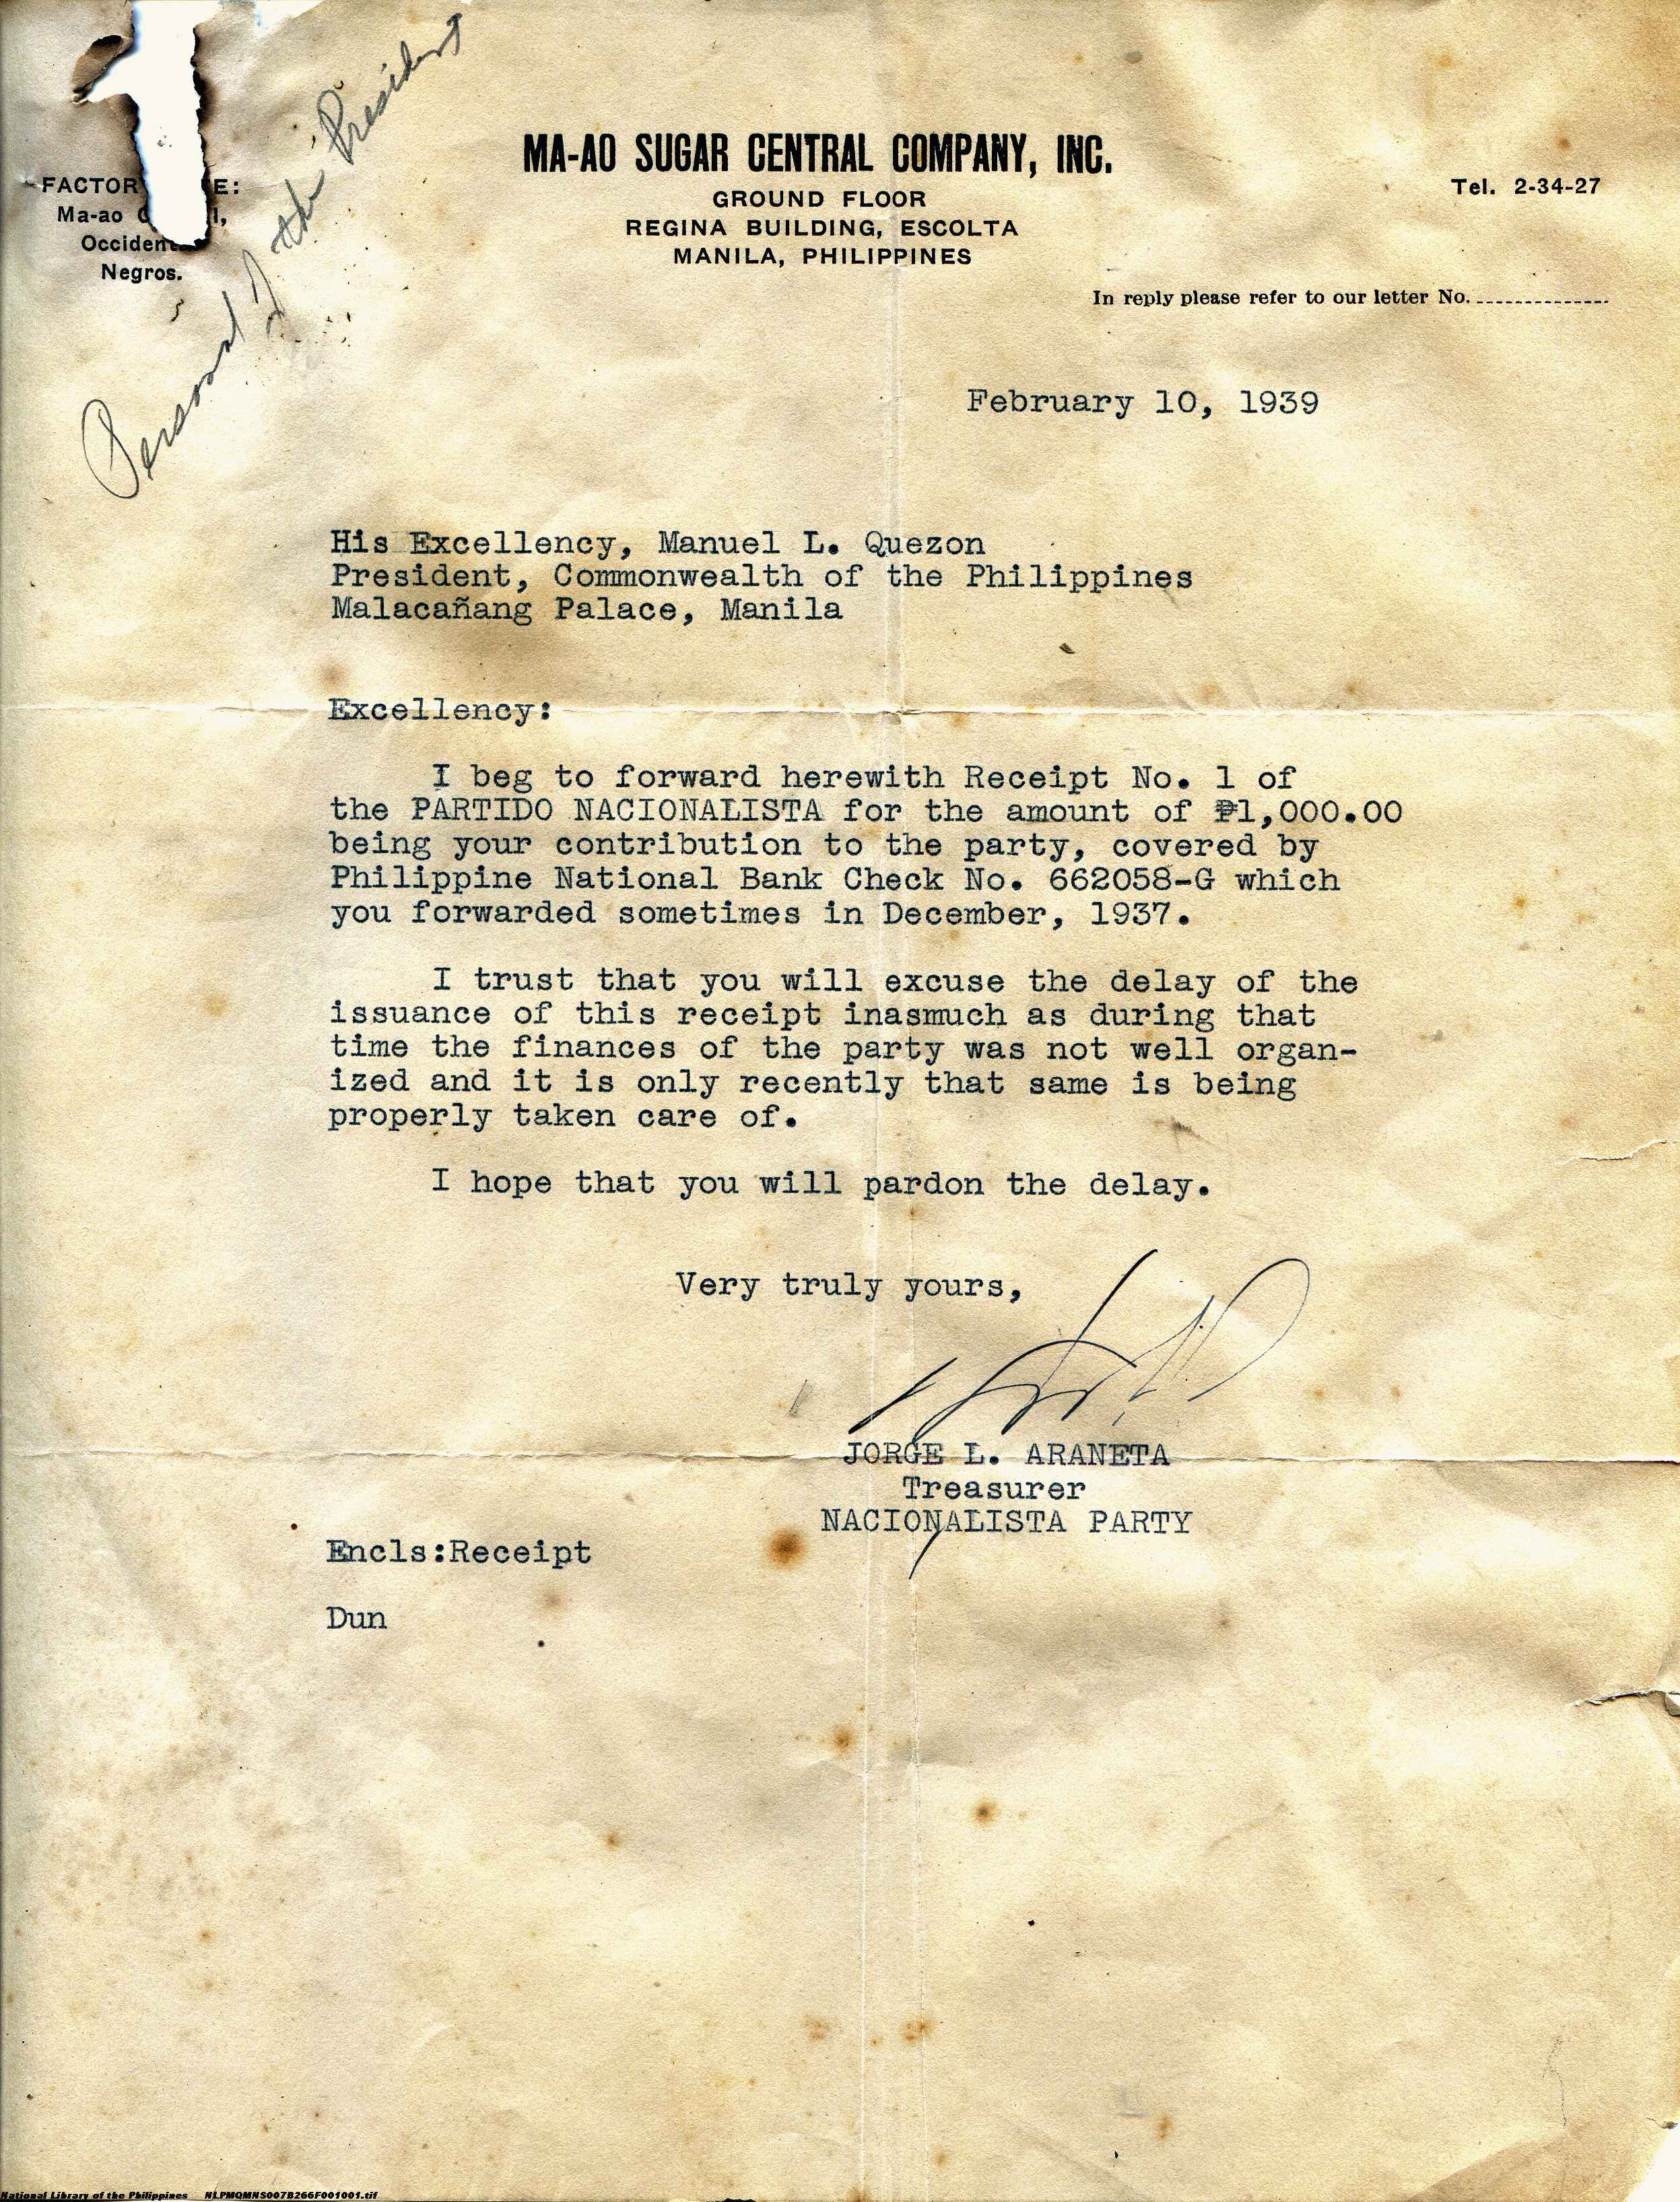 Personal of the President
MA-AO SUGAR CENTRAL COMPANY, INC.
GROUND FLOOR
REGINA BUILDING, ESCOLTA
MANILA, PHILIPPINES
Tel. 2-34-27
Ma-ao
Negros.
In reply please refer to our letter No.
February 10, 1939
His Excellency, Manuel L. Quezon
President, Commonwealth of the Philippines
Malacañang Palace, Manila
Excellency:
I beg to forward herewith Receipt No. 1 of
the PARTIDO NACIONALISTA for the amount of ₱1,000.00
being your contribution to the party, covered by
Philippine National Bank Check No. 662058-G which
you forwarded sometimes in December, 1937.
I trust that you will excuse the delay of the
issuance of this receipt inasmuch as during that
time the finances of the party was not well organ-
ized and it is only recently that same is being
properly taken care of.
I hope that you will pardon the delay.
Very truly yours,
JORGE L. ARANETA
Treasurer
NACIONALISTA PARTY
Encls:Receipt
Dun
National Library of the Philippines NLPMQMNS007B266F001001.tif